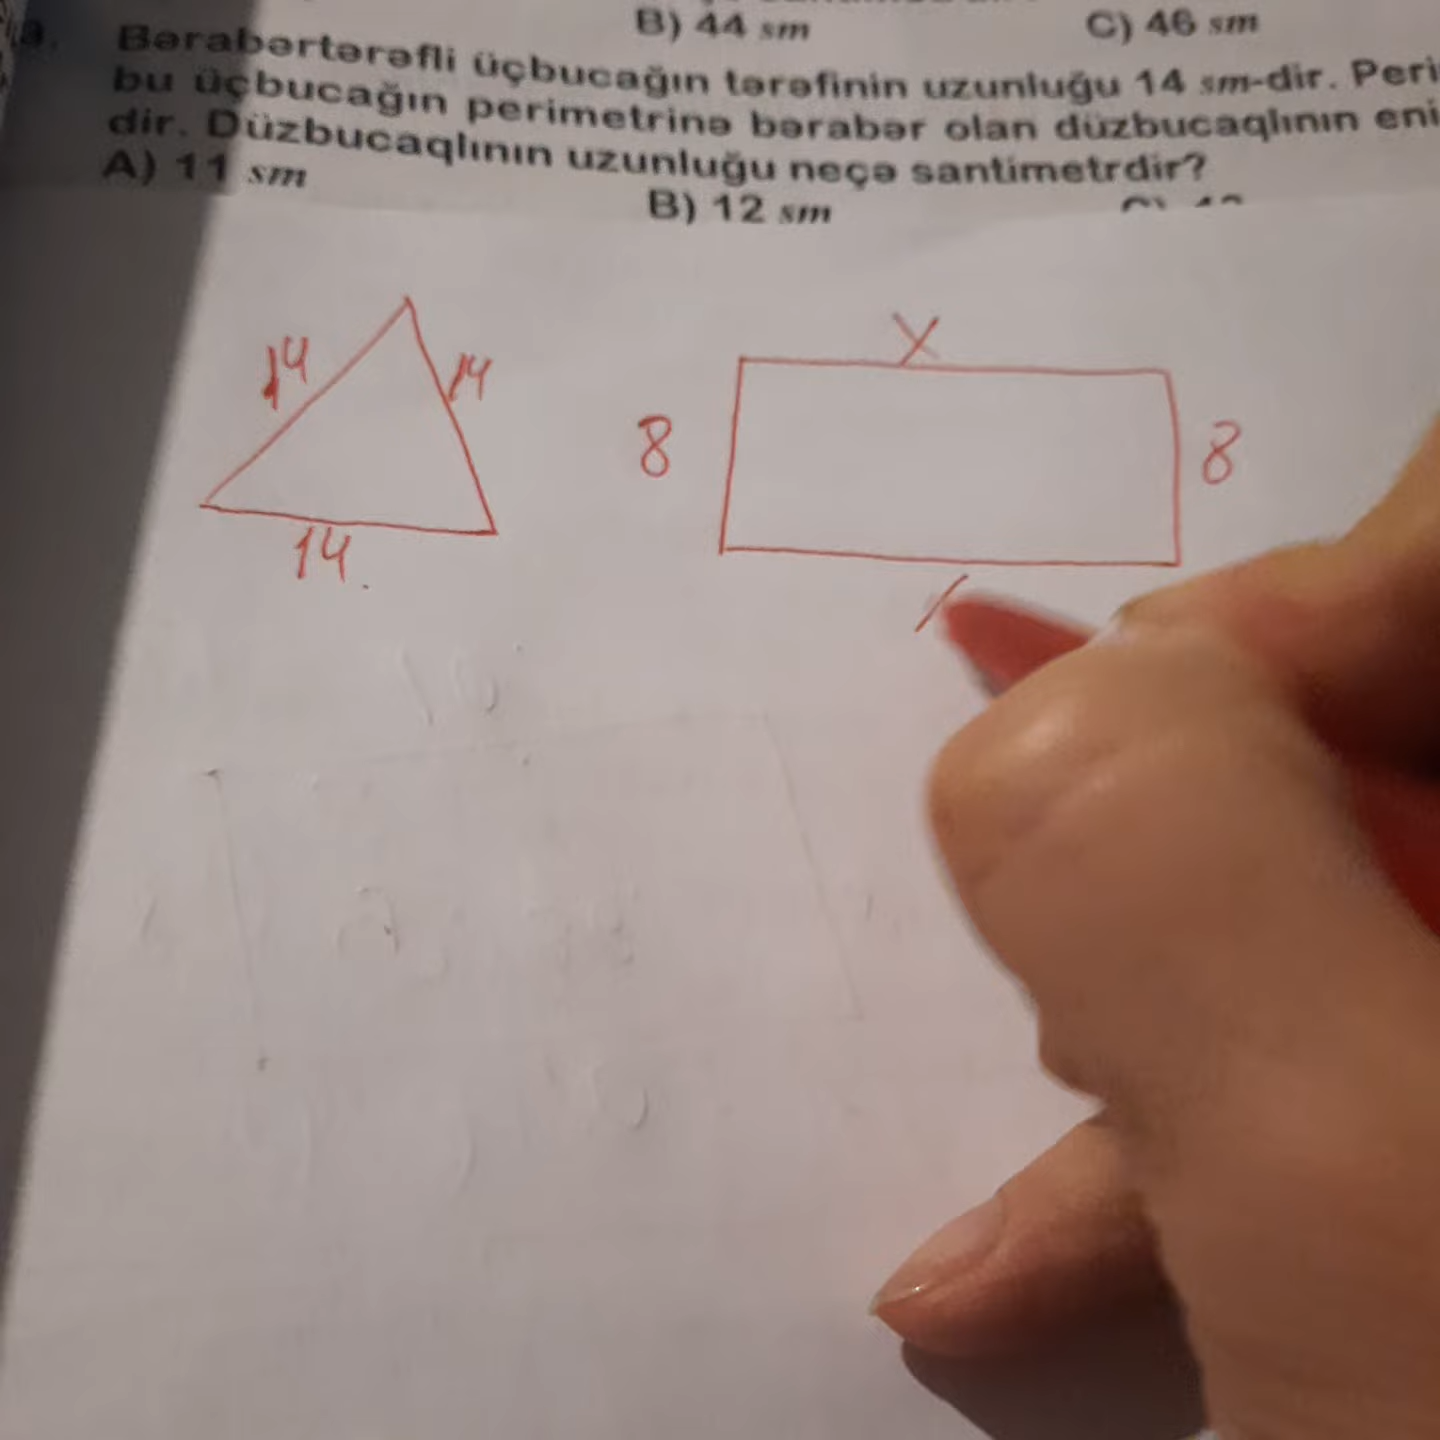 B) 44 sm C) 46 sm
Bərabərtərəfli üçbucağın tərəfinin uzunluğu 14 sm-dir. Peri
bu üçbucağın perimetrinə bərabər olan düzbucaqlının eni
dir. Düzbucaqlının uzunluğu neçə santimetrdir?
A) 11 sm B) 12 sm
X
14 14 8 8
14